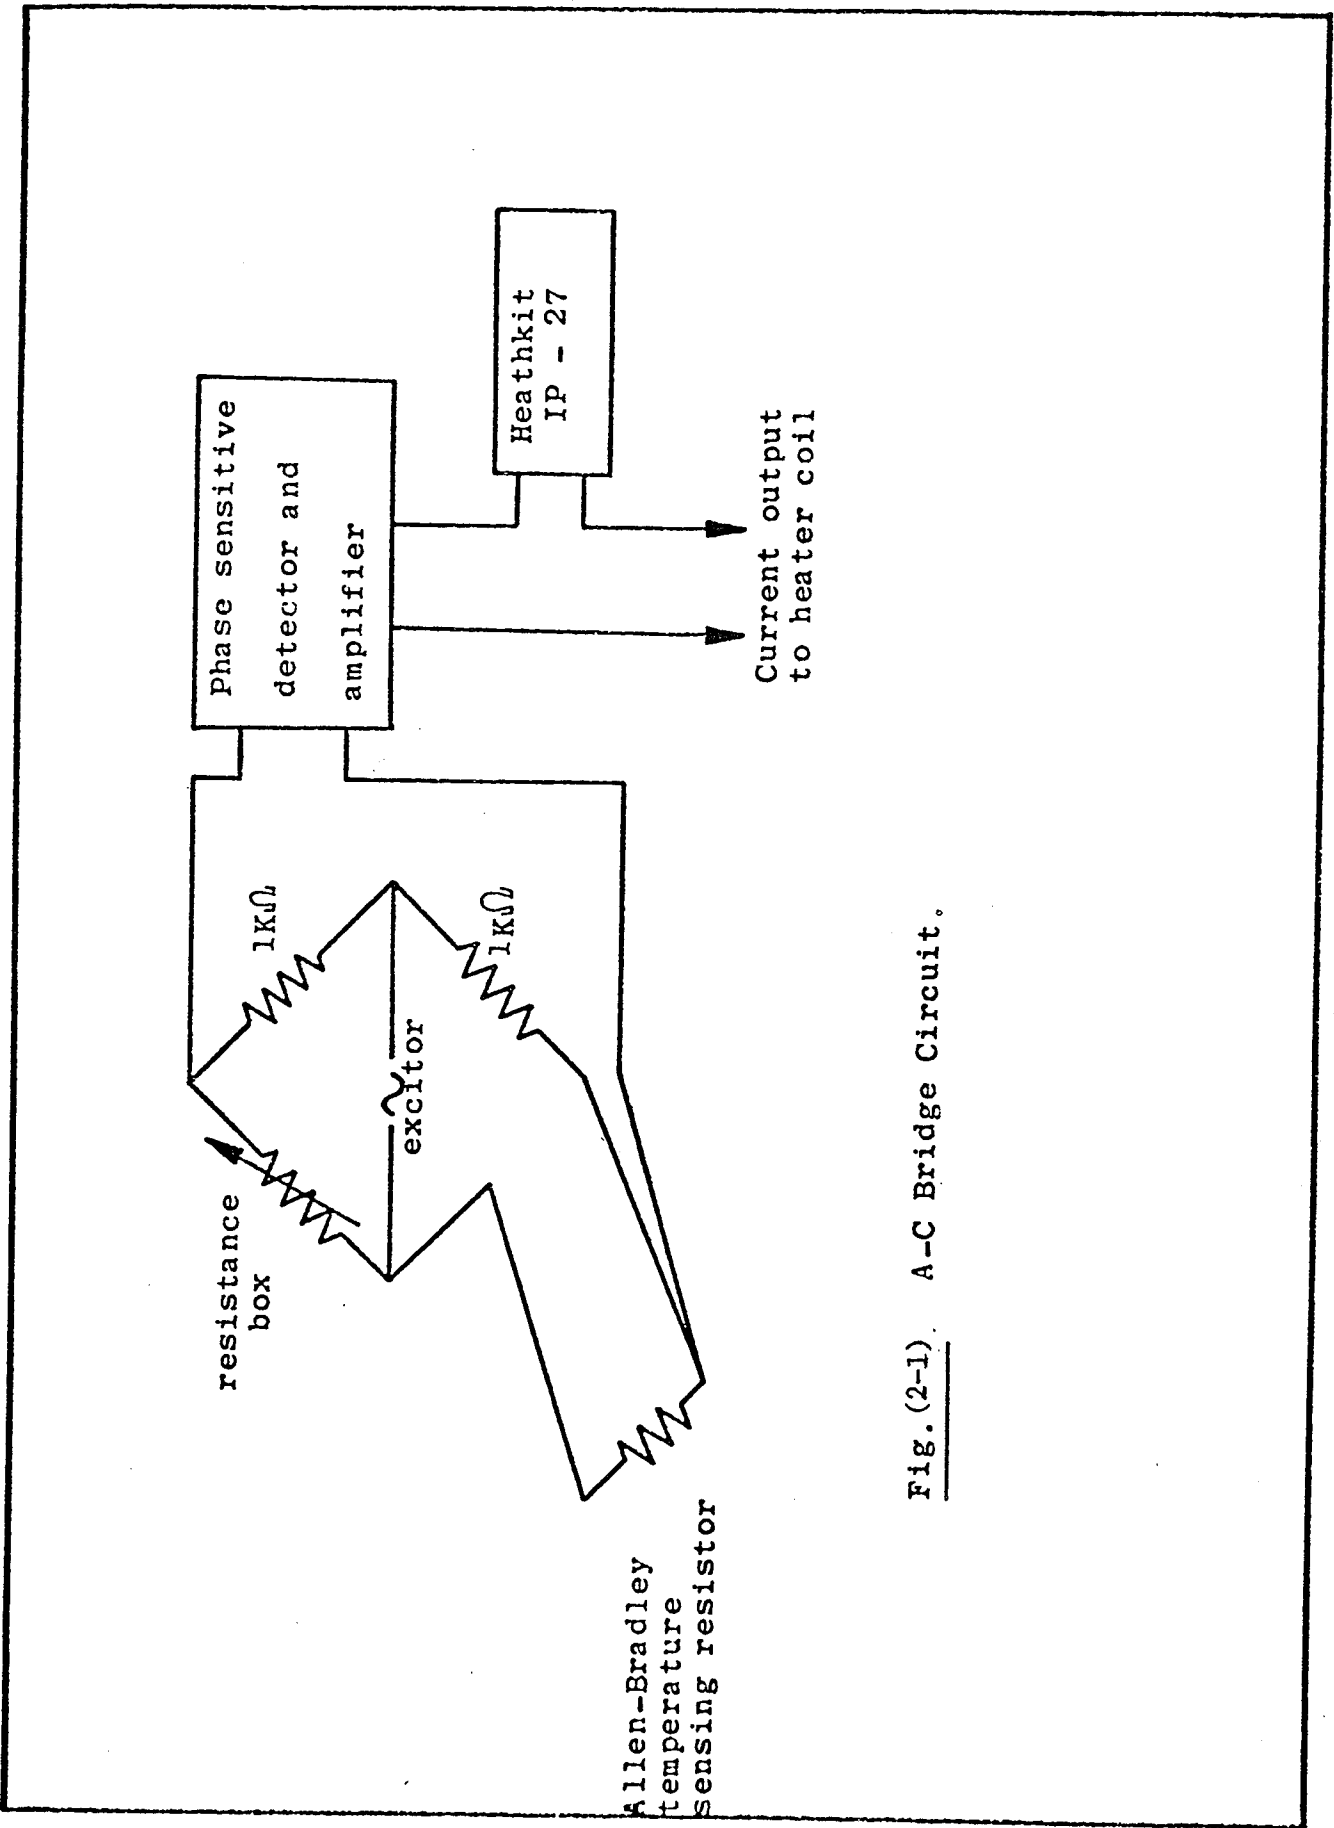 Phase sensitive
detector and
amplifier
Heathkit
IP - 27
Current output
to heater coil
1KΩ
1KΩ
excitor
resistance
box
Allen-Bradley
temperature
sensing resistor
Fig.(2-1). A-C Bridge Circuit.